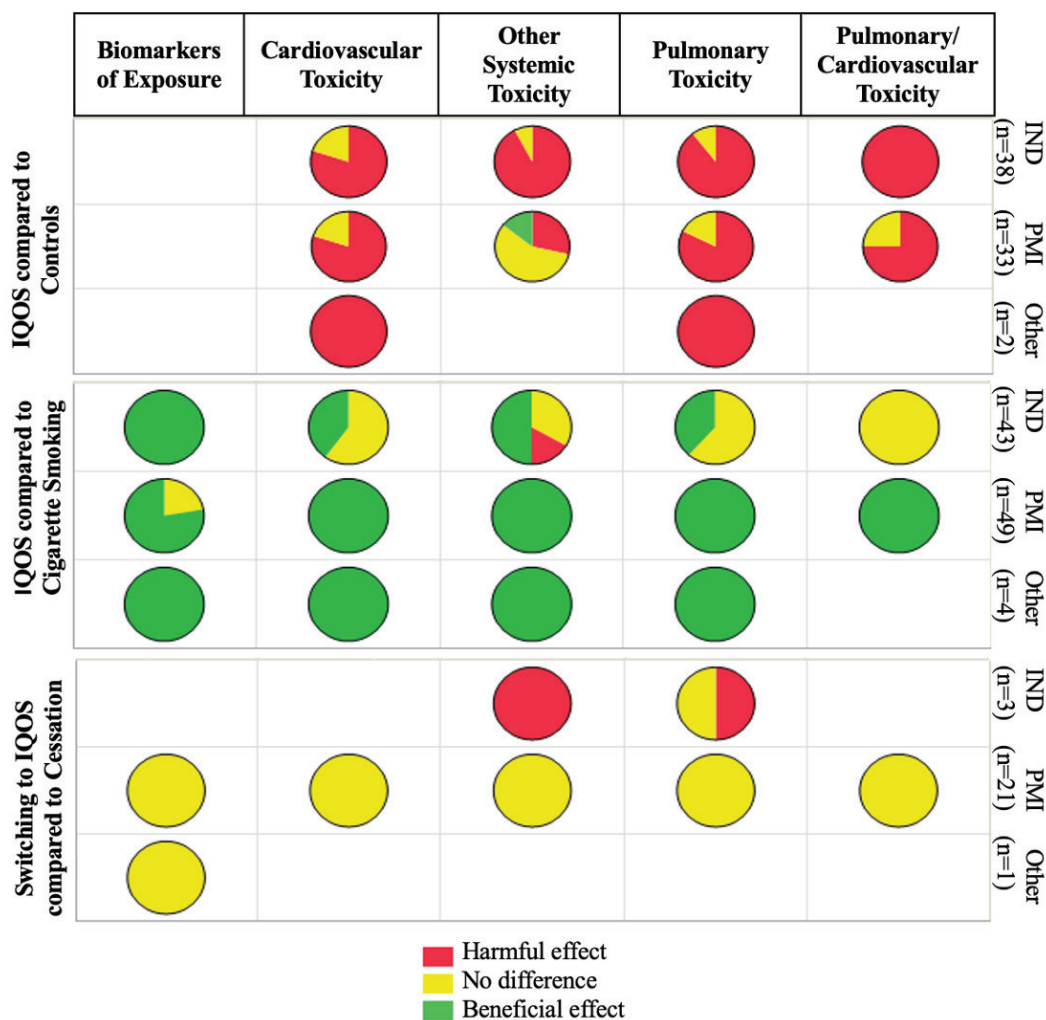 Biomarkers
of Exposure
Cardiovascular
Toxicity
Other
Systemic
Toxicity
Pulmonary
Toxicity
Pulmonary/
Cardiovascular
Toxicity
IQOS compared to
Controls
IND
(n=38)
PMI
(n=33)
Other
(n=2)
IQOS compared to
Cigarette Smoking
IND
(n=43)
PMI
(n=49)
Other
(n=4)
Switching to IQOS
compared to Cessation
IND
(n=3)
PMI
(n=21)
Other
(n=1)
Harmful effect
No difference
Beneficial effect